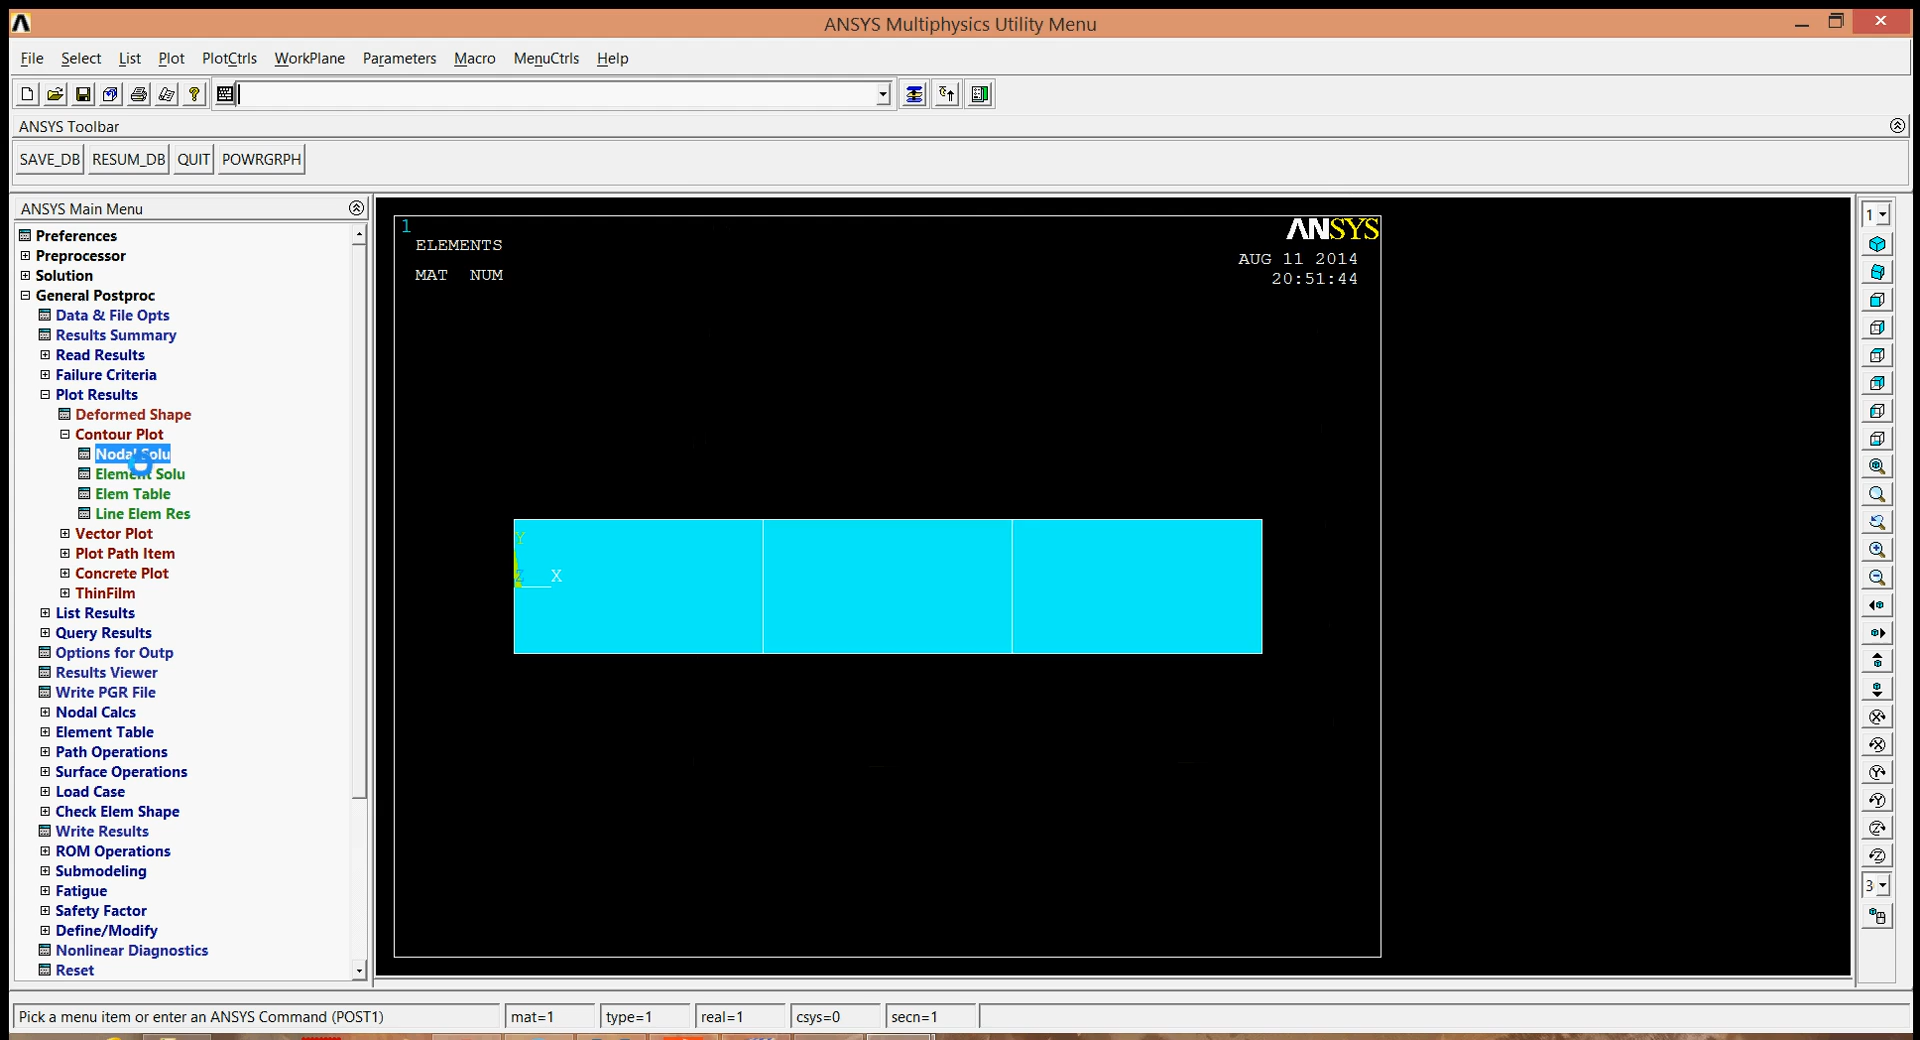 ANSYS Multiphysics Utility Menu
File Select List Plot PlotCtrls WorkPlane Parameters Macro MenuCtrls Help
ANSYS Toolbar
SAVE_DB RESUM_DB QUIT POWRGRPH
ANSYS Main Menu
Preferences
Preprocessor
Solution
General Postproc
Data & File Opts
Results Summary
Read Results
Failure Criteria
Plot Results
Deformed Shape
Contour Plot
Nodal Solu
Element Solu
Elem Table
Line Elem Res
Vector Plot
Plot Path Item
Concrete Plot
ThinFilm
List Results
Query Results
Options for Outp
Results Viewer
Write PGR File
Nodal Calcs
Element Table
Path Operations
Surface Operations
Load Case
Check Elem Shape
Write Results
ROM Operations
Submodeling
Fatigue
Safety Factor
Define/Modify
Nonlinear Diagnostics
Reset
1
ELEMENTS
MAT NUM
ANSYS
AUG 11 2014
20:51:44
Y
Z X
1
3
Pick a menu item or enter an ANSYS Command (POST1) mat=1 type=1 real=1 csys=0 secn=1